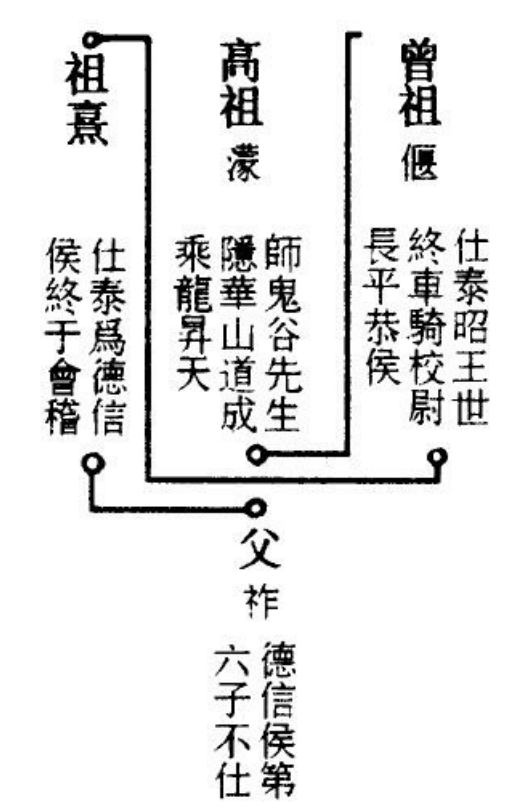 曾祖
偃
仕泰昭王世
終車騎校尉
長平恭侯
高祖
濛
師鬼谷先生
隱華山道成
乘龍昇天
祖熹
仕泰爲德信
侯終于會稽
父
祚
德信侯第
六子不仕